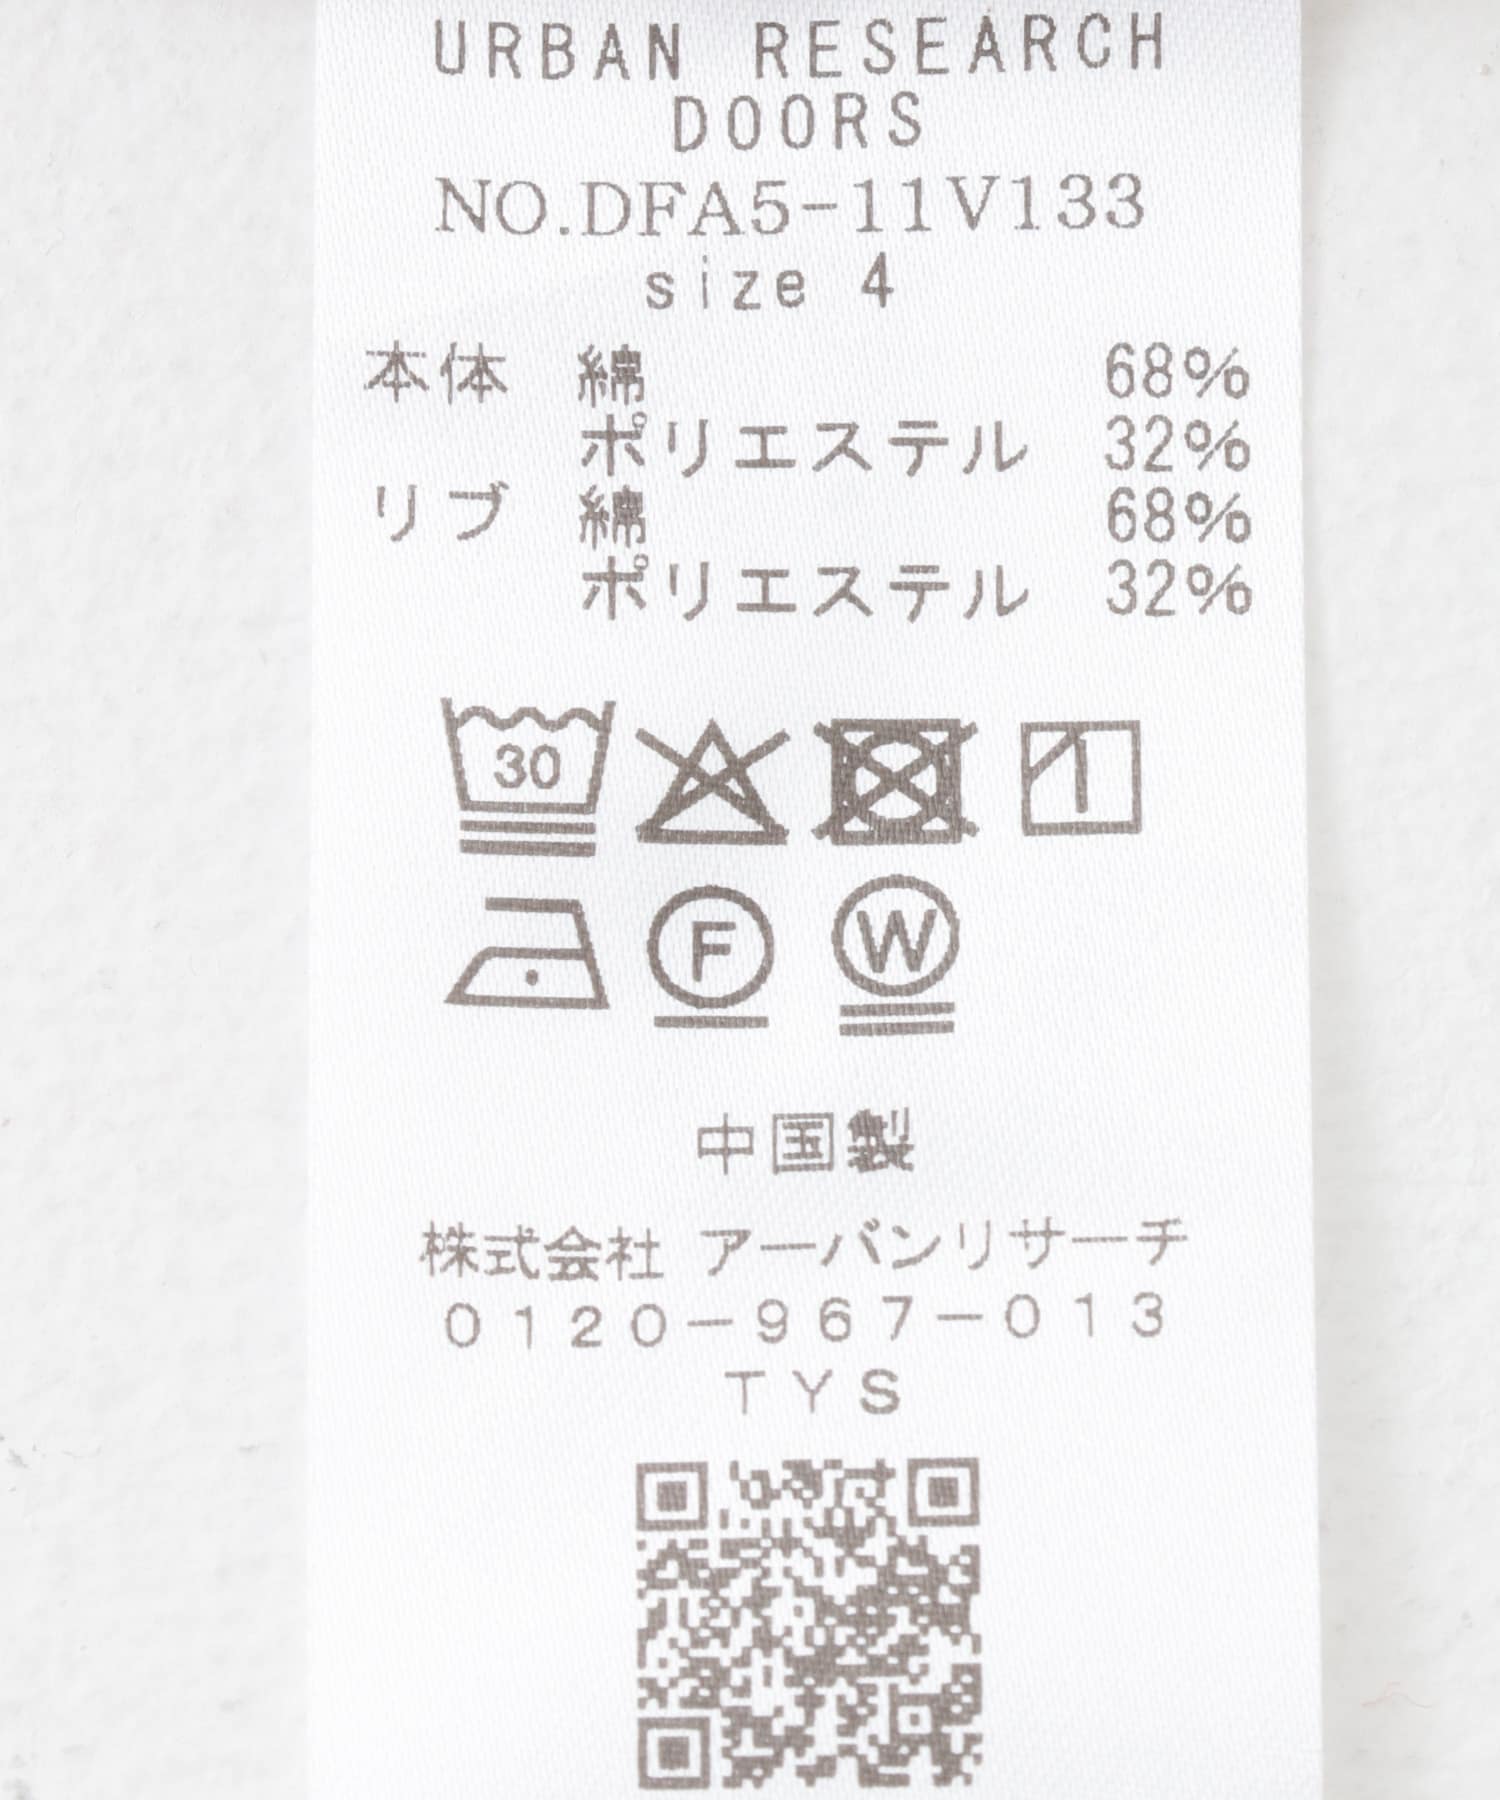 URBAN RESEARCH
DOORS
NO.DFA5-11V133
size 4
本体 綿 68%
ポリエステル 32%
リブ 綿 68%
ポリエステル 32%
30
F W
中国製
株式会社 アーバンリサーチ
0120-967-013
TYS